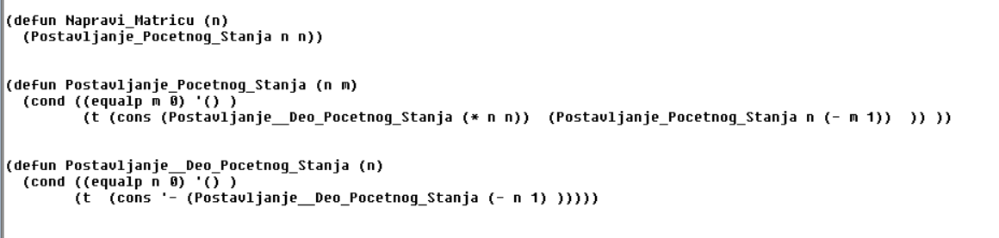 (defun Napravi_Matricu (n)
(Postavljanje_Pocetnog_Stanja n n))
(defun Postavljanje_Pocetnog_Stanja (n m)
(cond ((equalp m 0) '() )
(t (cons (Postavljanje__Deo_Pocetnog_Stanja (* n n))  (Postavljanje_Pocetnog_Stanja n (- m 1))  )) ))
(defun Postavljanje__Deo_Pocetnog_Stanja (n)
(cond ((equalp n 0) '() )
(t  (cons '- (Postavljanje__Deo_Pocetnog_Stanja (- n 1) )))))